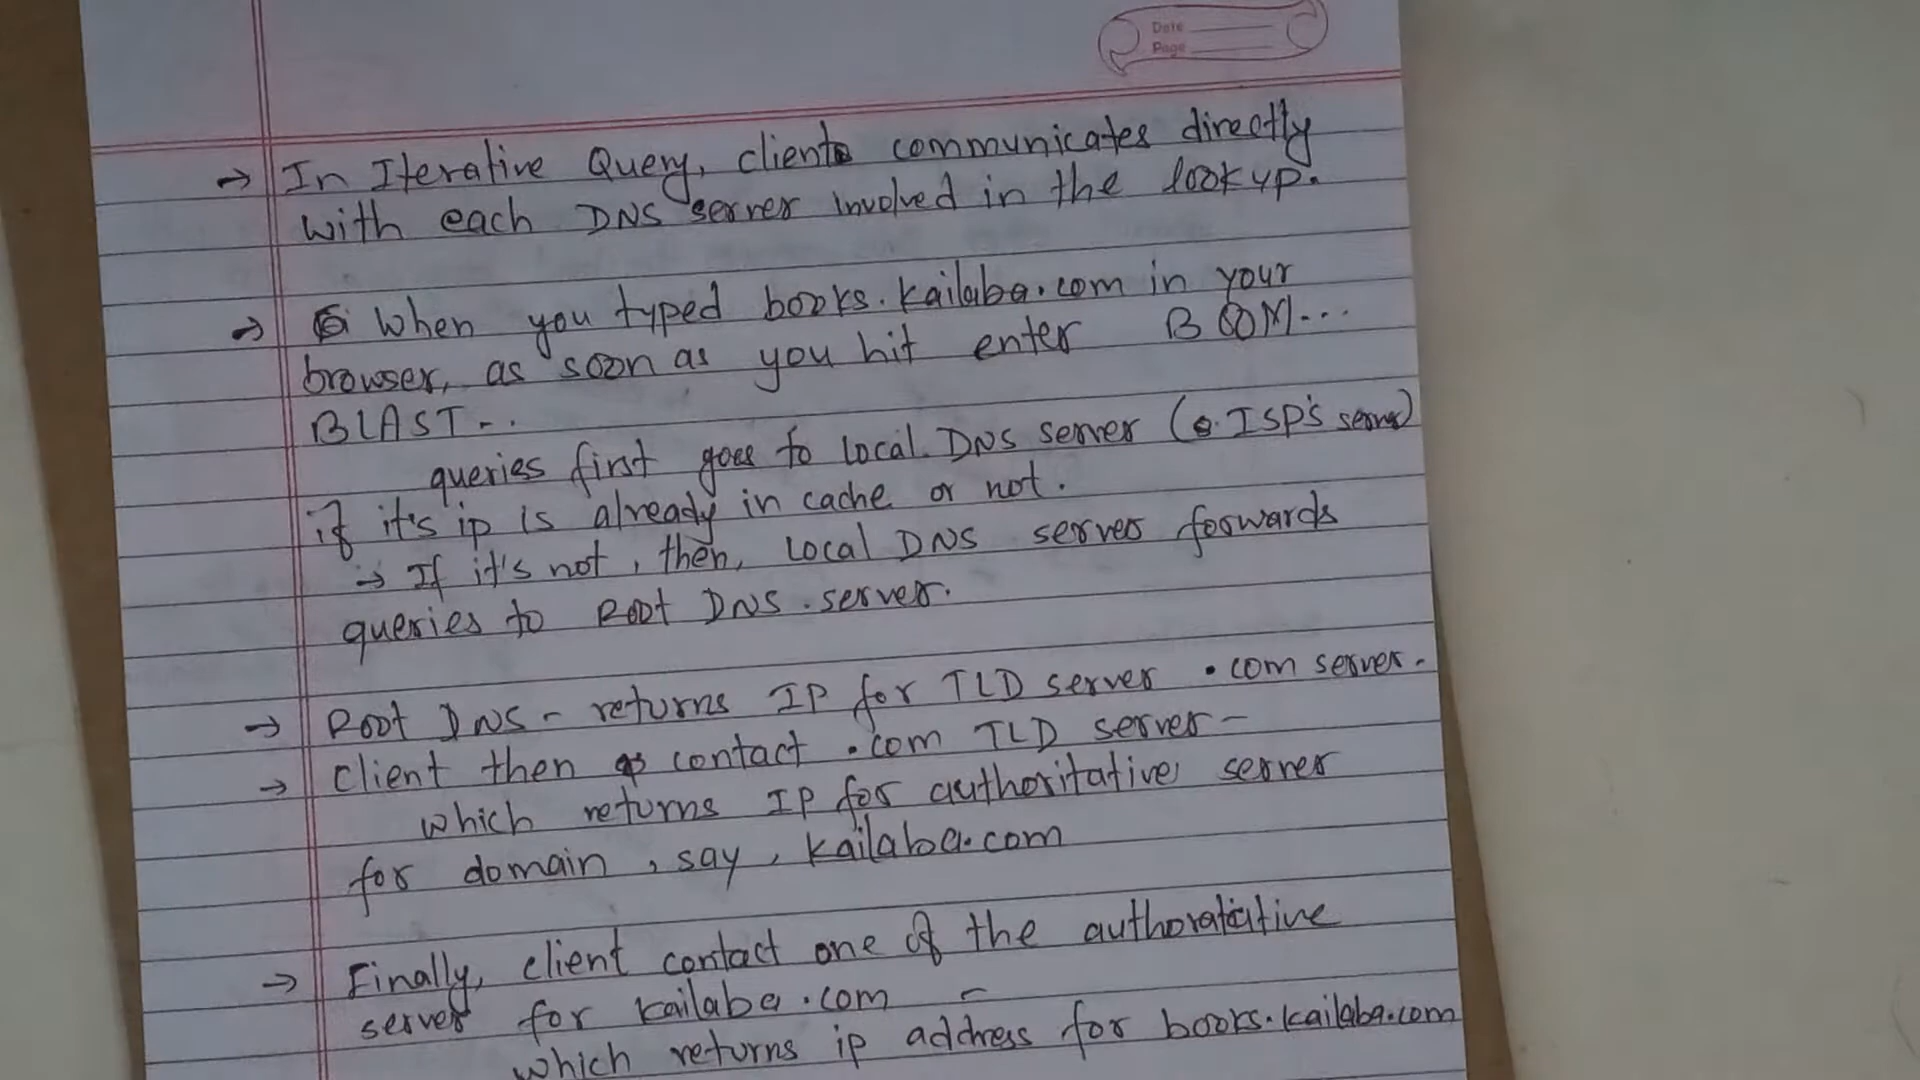 Date
Page
→ In Iterative Query, client communicates directly
with each DNS server involved in the lookup.
→ When you typed books.kailaba.com in your
browser, as soon as you hit enter BOOM...
BLAST..
queries first goes to local DNS server (ISP's server)
if it's ip is already in cache or not.
→ If it's not, then, local DNS server forwards
queries to Root DNS server.
→ Root DNS - returns IP for TLD server .com server.
→ Client then contact .com TLD server -
which returns IP for authoritative server
for domain, say, kailaba.com
→ Finally, client contact one of the authoratative
server for kailaba.com -
which returns ip address for books.kailaba.com